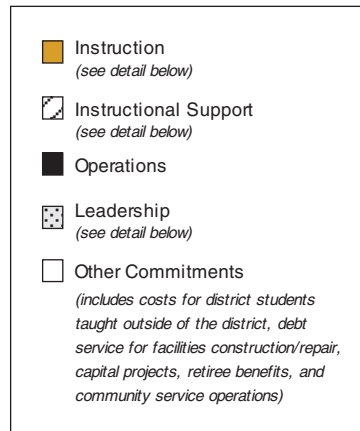 Instruction
(see detail below)
Instructional Support
(see detail below)
Operations
Leadership
(see detail below)
Other Commitments
(includes costs for district students
taught outside of the district, debt
service for facilities construction/repair,
capital projects, retiree benefits, and
community service operations)